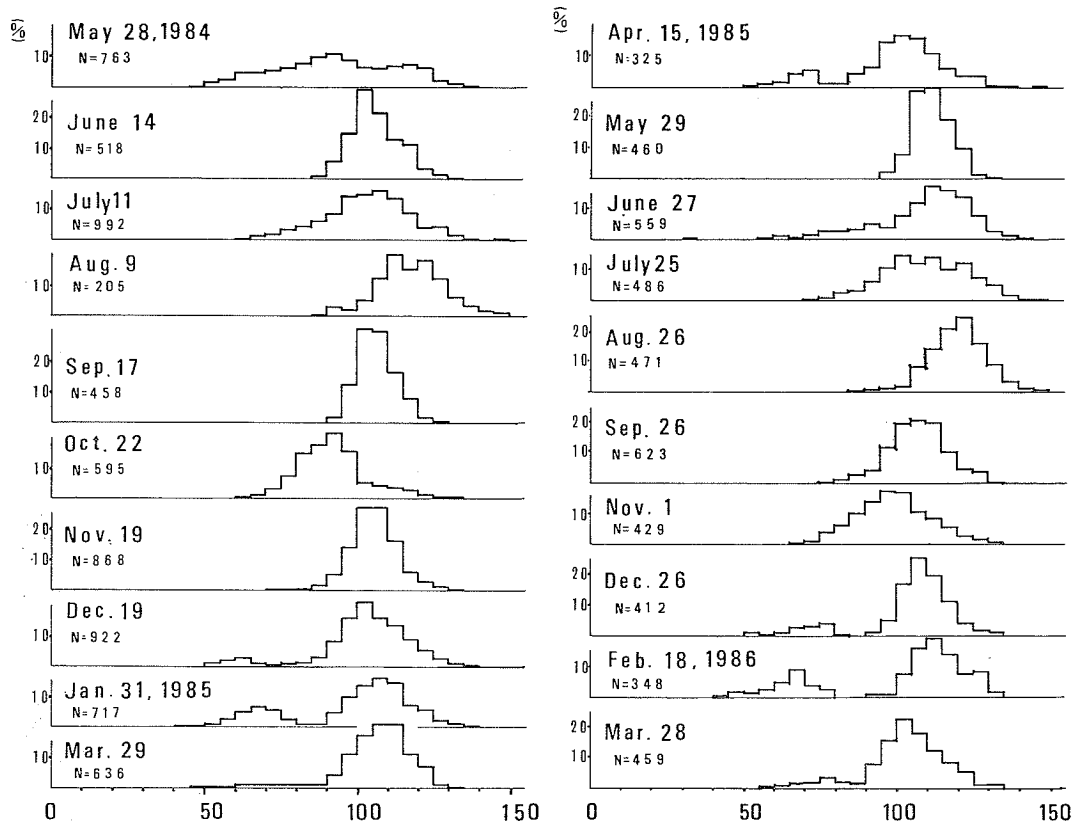 (%)
May 28,1984
N=763
10
June 14
N=518
20
10
July11
N=992
10
Aug. 9
N=205
10
Sep.17
N=458
20
10
Oct. 22
N=595
10
Nov. 19
N=868
20
10
Dec. 19
N=922
10
Jan. 31,1985
N=717
10
Mar. 29
N=636
10
0 50 100 150
(%)
Apr. 15,1985
N=325
10
May 29
N=460
20
10
June 27
N=559
10
July25
N=486
10
Aug. 26
N=471
20
10
Sep. 26
N=623
20
10
Nov. 1
N=429
10
Dec. 26
N=412
20
10
Feb. 18,1986
N=348
10
Mar. 28
N=459
20
10
0 50 100 150